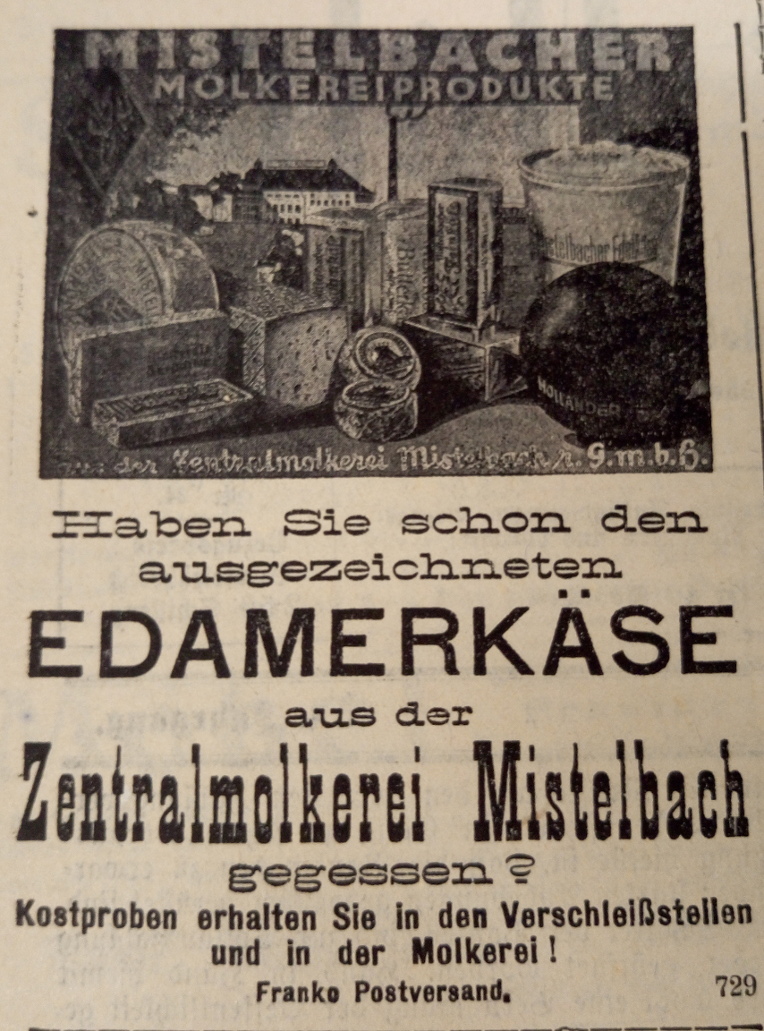 MISTELBACHER
MOLKEREIPRODUKTE
HOLLÄNDER
der Zentralmolkerei Mistelbach r. G.m.b.H.
Haben Sie schon den
ausgezeichneten
EDAMERKÄSE
aus der
Zentralmolkerei Mistelbach
gegessen?
Kostproben erhalten Sie in den Verschleißstellen
und in der Molkerei!
Franko Postversand.
729